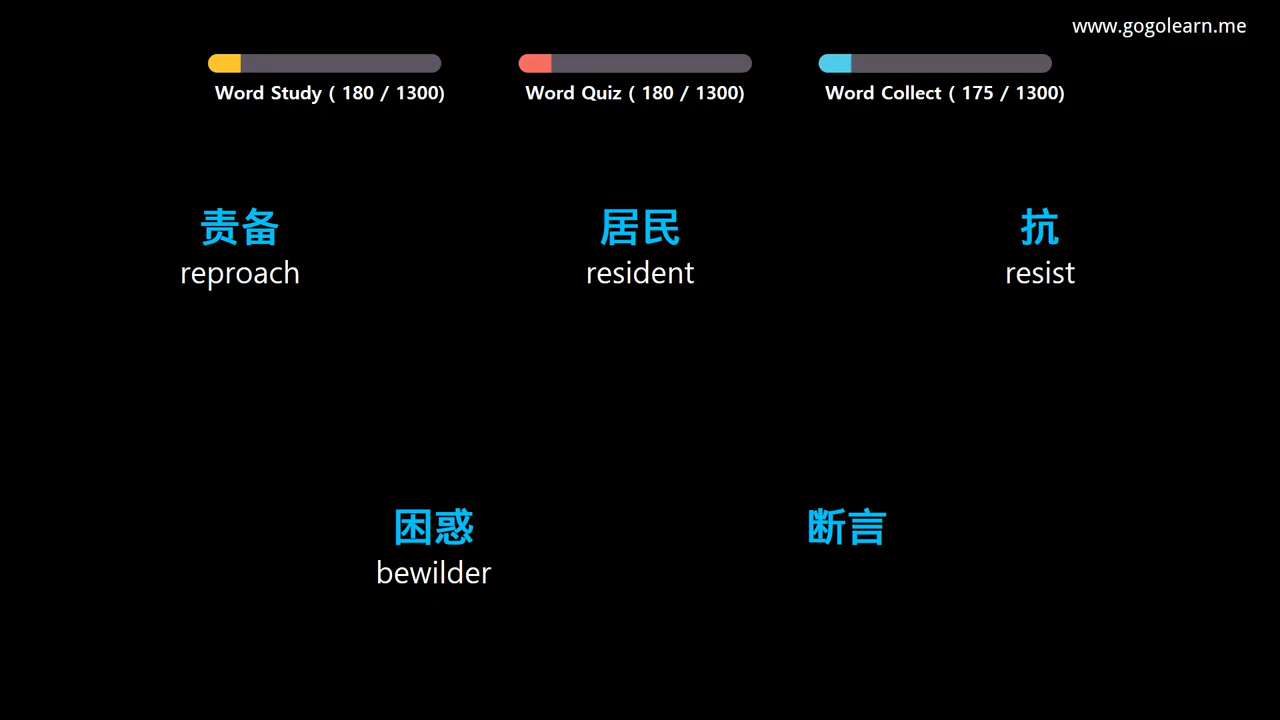 www.gogolearn.me
Word Study ( 180 / 1300)
Word Quiz ( 180 / 1300)
Word Collect ( 175 / 1300)
责备
reproach
居民
resident
抗
resist
困惑
bewilder
断言